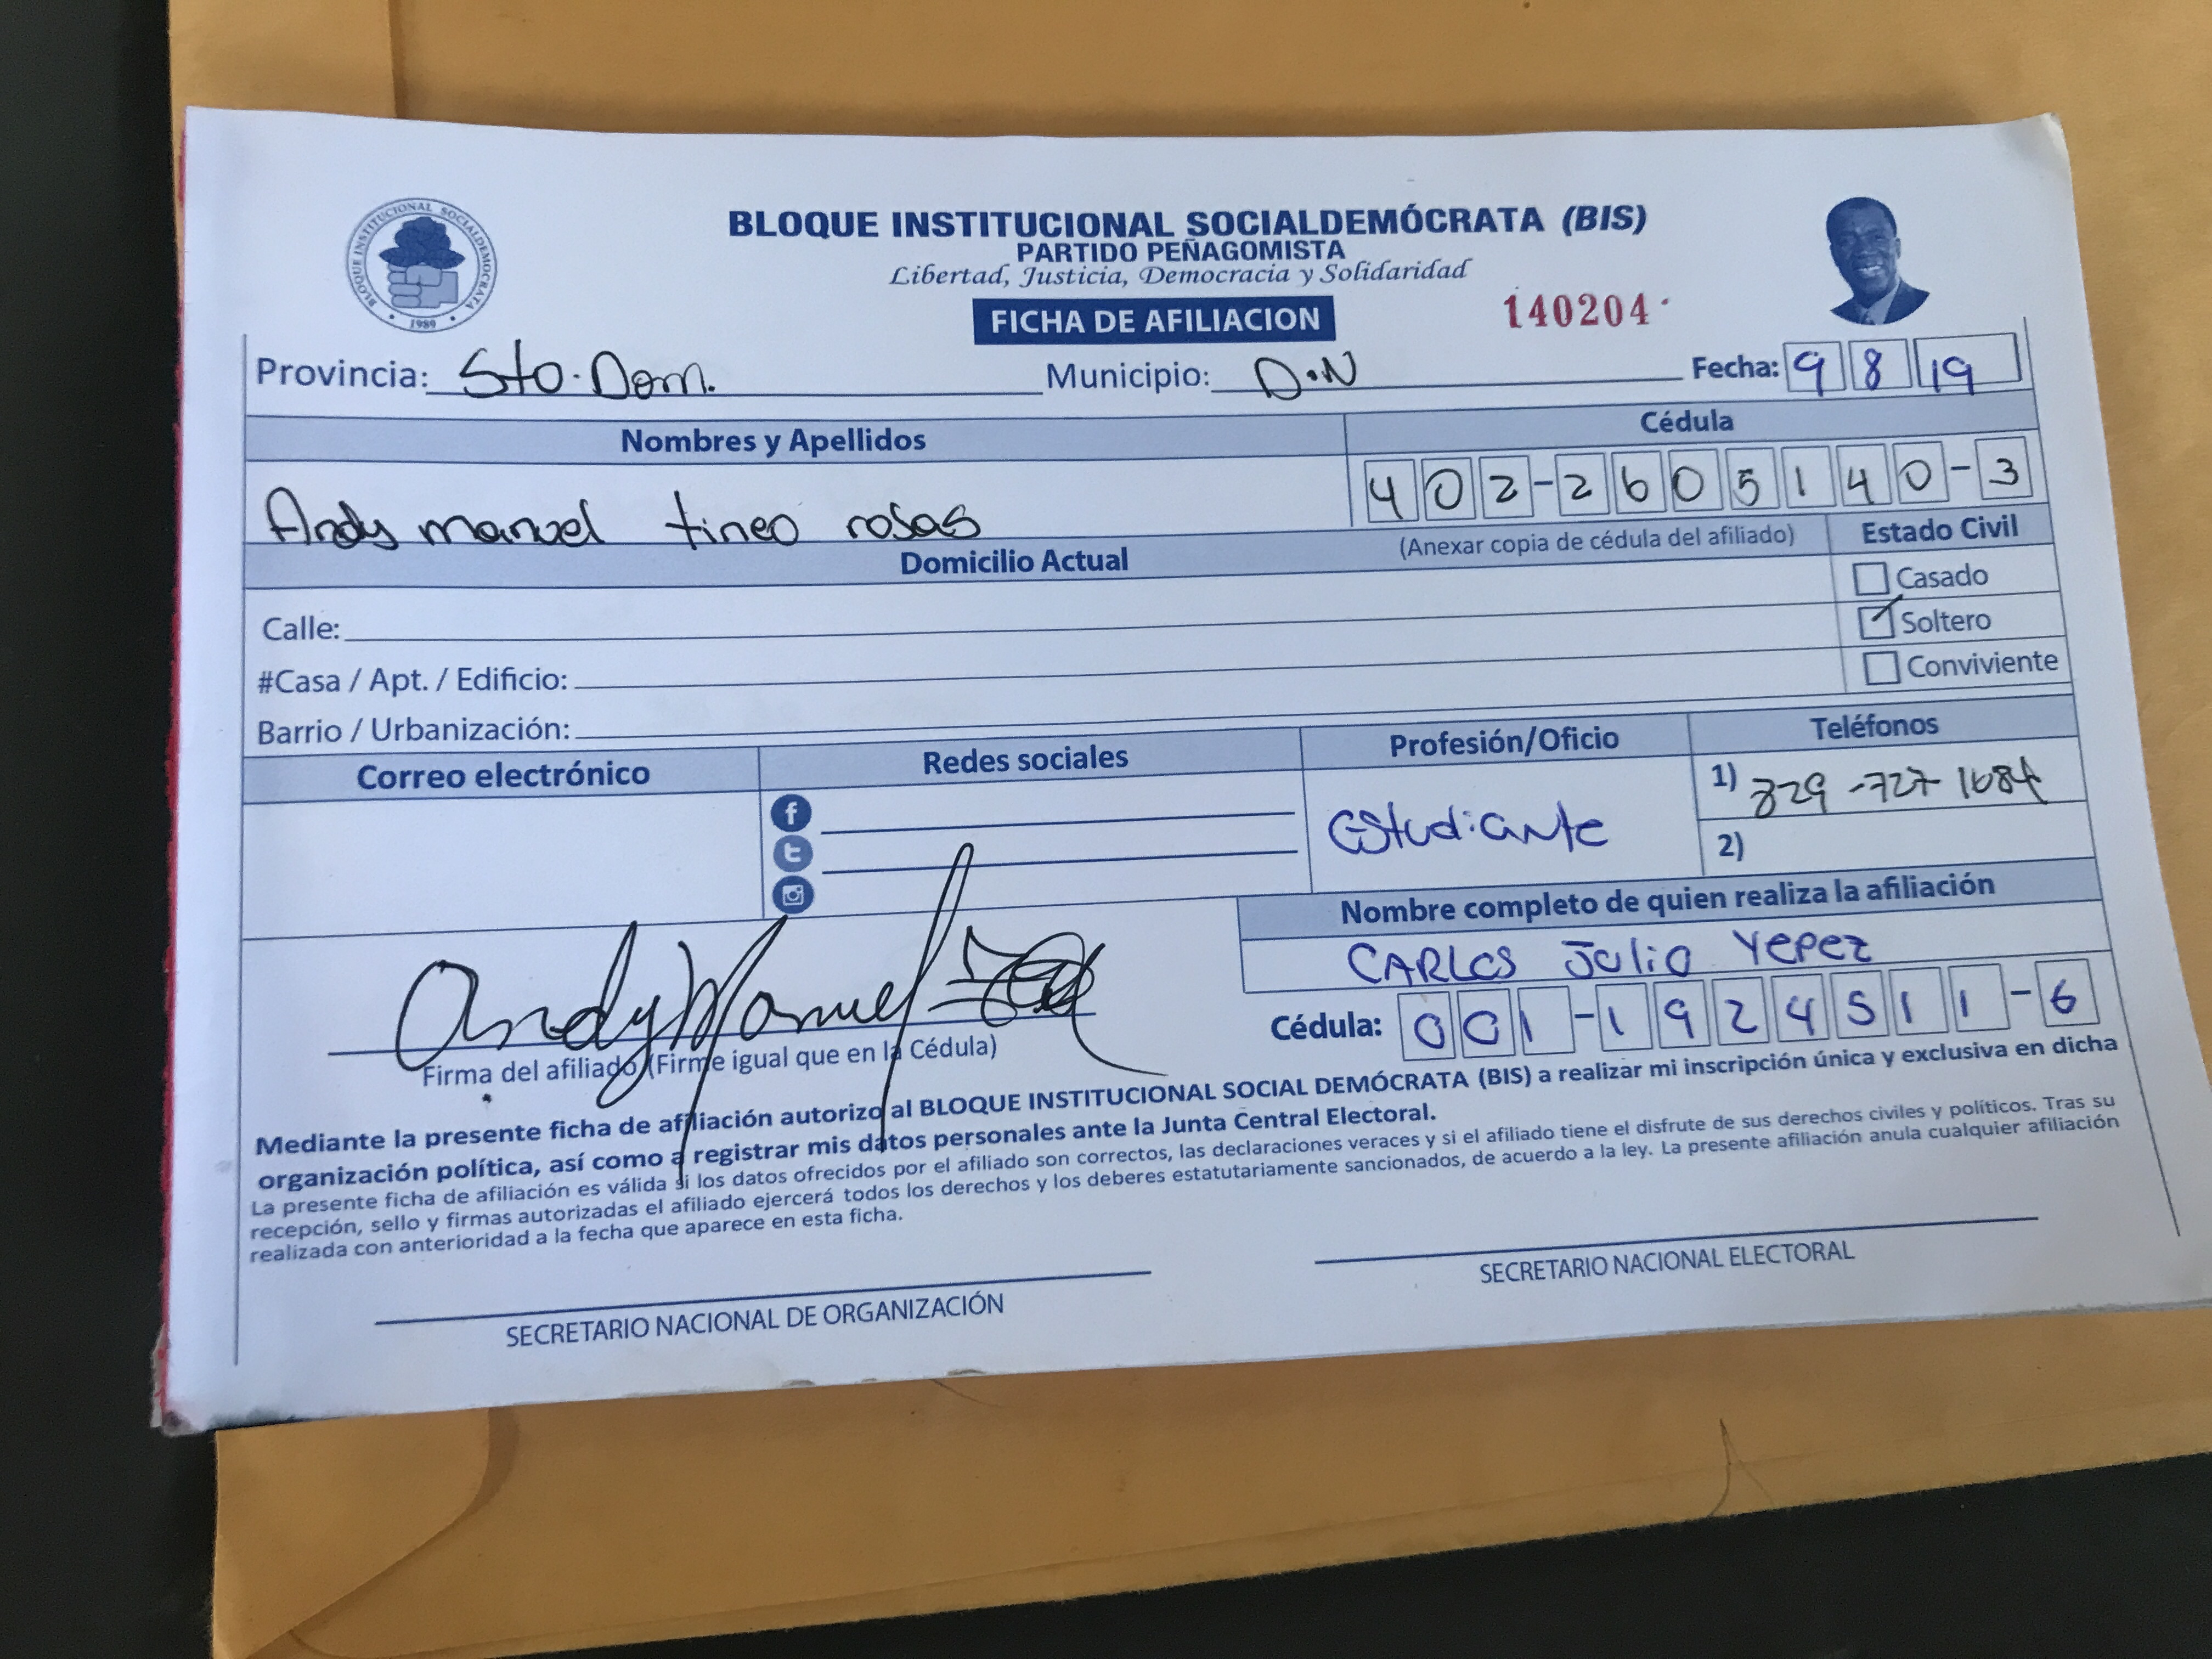 BLOQUE INSTITUCIONAL SOCIALDEMOCRATA
1989
BLOQUE INSTITUCIONAL SOCIALDEMÓCRATA (BIS)
PARTIDO PEÑAGOMISTA
Libertad, Justicia, Democracia y Solidaridad
FICHA DE AFILIACION
140204
Provincia: Sto. Dom. Municipio: D.N Fecha: 9 8 19
Nombres y Apellidos Cédula
Andy manuel tineo rosas 402-2605140-3
Domicilio Actual (Anexar copia de cédula del afiliado) Estado Civil
Casado
Calle: Soltero
#Casa / Apt. / Edificio: Conviviente
Barrio / Urbanización:
Correo electrónico Redes sociales Profesión/Oficio Teléfonos
Estudiante 1) 829-727 1684
2)
Nombre completo de quien realiza la afiliación
CARLOS Julio Yepez
Andy Manuel
Cédula: 001-1924511-6
Firma del afiliado (Firme igual que en la Cédula)
Mediante la presente ficha de afiliación autorizo al BLOQUE INSTITUCIONAL SOCIAL DEMÓCRATA (BIS) a realizar mi inscripción única y exclusiva en dicha
organización política, así como a registrar mis datos personales ante la Junta Central Electoral.
La presente ficha de afiliación es válida si los datos ofrecidos por el afiliado son correctos, las declaraciones veraces y si el afiliado tiene el disfrute de sus derechos civiles y políticos. Tras su
recepción, sello y firmas autorizadas el afiliado ejercerá todos los derechos y los deberes estatutariamente sancionados, de acuerdo a la ley. La presente afiliación anula cualquier afiliación
realizada con anterioridad a la fecha que aparece en esta ficha.
SECRETARIO NACIONAL DE ORGANIZACIÓN
SECRETARIO NACIONAL ELECTORAL